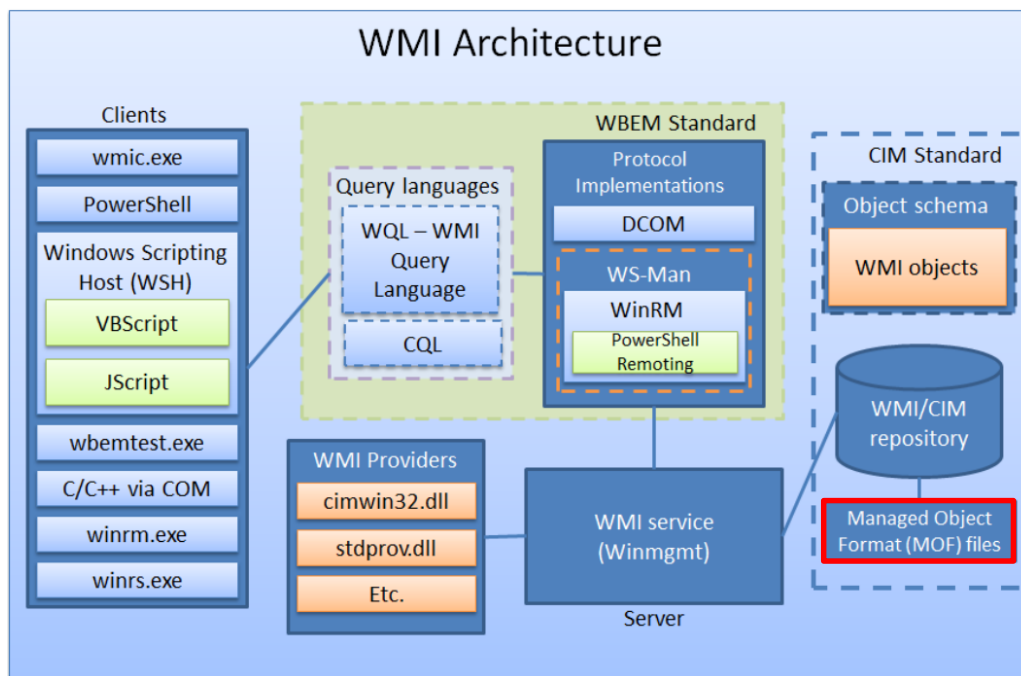 WMI Architecture
Clients
wmic.exe
PowerShell
Windows Scripting
Host (WSH)
VBScript
JScript
wbemtest.exe
C/C++ via COM
winrm.exe
winrs.exe
WBEM Standard
Query languages
WQL – WMI
Query
Language
CQL
Protocol
Implementations
DCOM
WS-Man
WinRM
PowerShell
Remoting
CIM Standard
Object schema
WMI objects
WMI/CIM
repository
Managed Object
Format (MOF) files
WMI Providers
cimwin32.dll
stdprov.dll
Etc.
WMI service
(Winmgmt)
Server